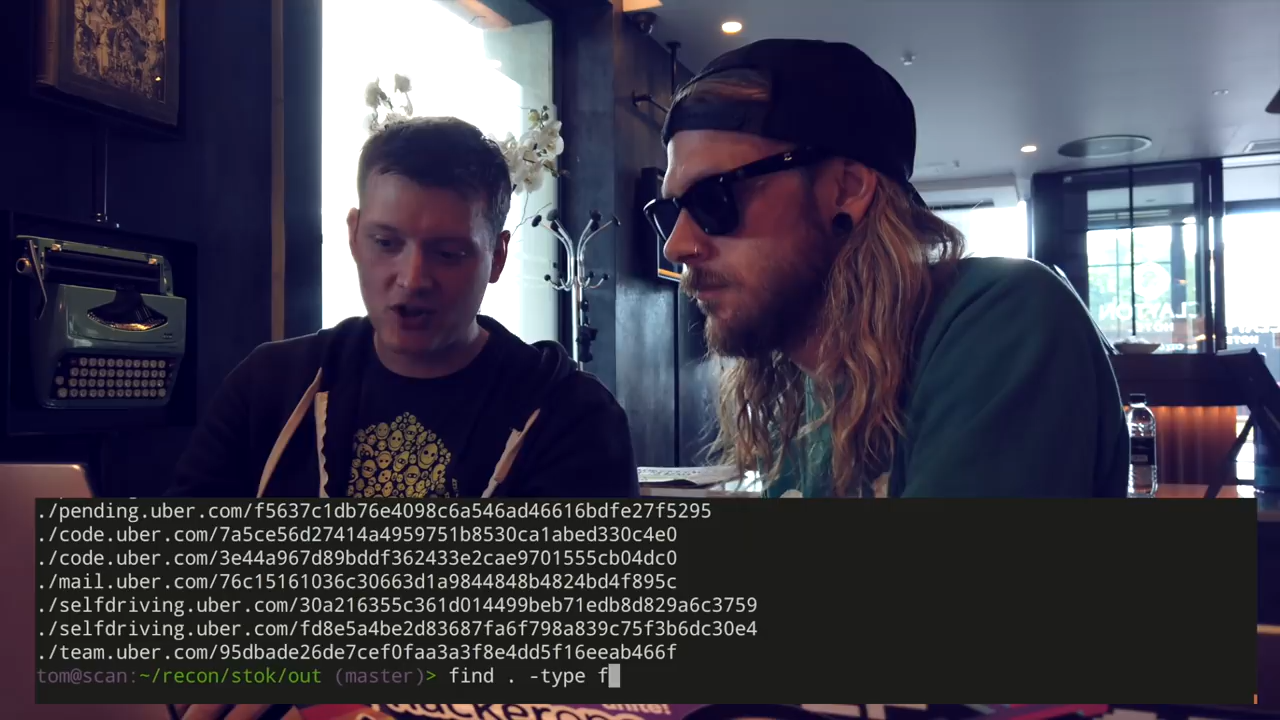 ./pending.uber.com/f5637c1db76e4098c6a546ad46616bdfe27f5295
./code.uber.com/7a5ce56d27414a4959751b8530ca1abed330c4e0
./code.uber.com/3e44a967d89bddf362433e2cae9701555cb04dc0
./mail.uber.com/76c15161036c30663d1a9844848b4824bd4f895c
./selfdriving.uber.com/30a216355c361d014499beb71edb8d829a6c3759
./selfdriving.uber.com/fd8e5a4be2d83687fa6f798a839c75f3b6dc30e4
./team.uber.com/95dbade26de7cef0faa3a3f8e4dd5f16eeab466f
tom@scan:~/recon/stok/out (master)> find . -type f